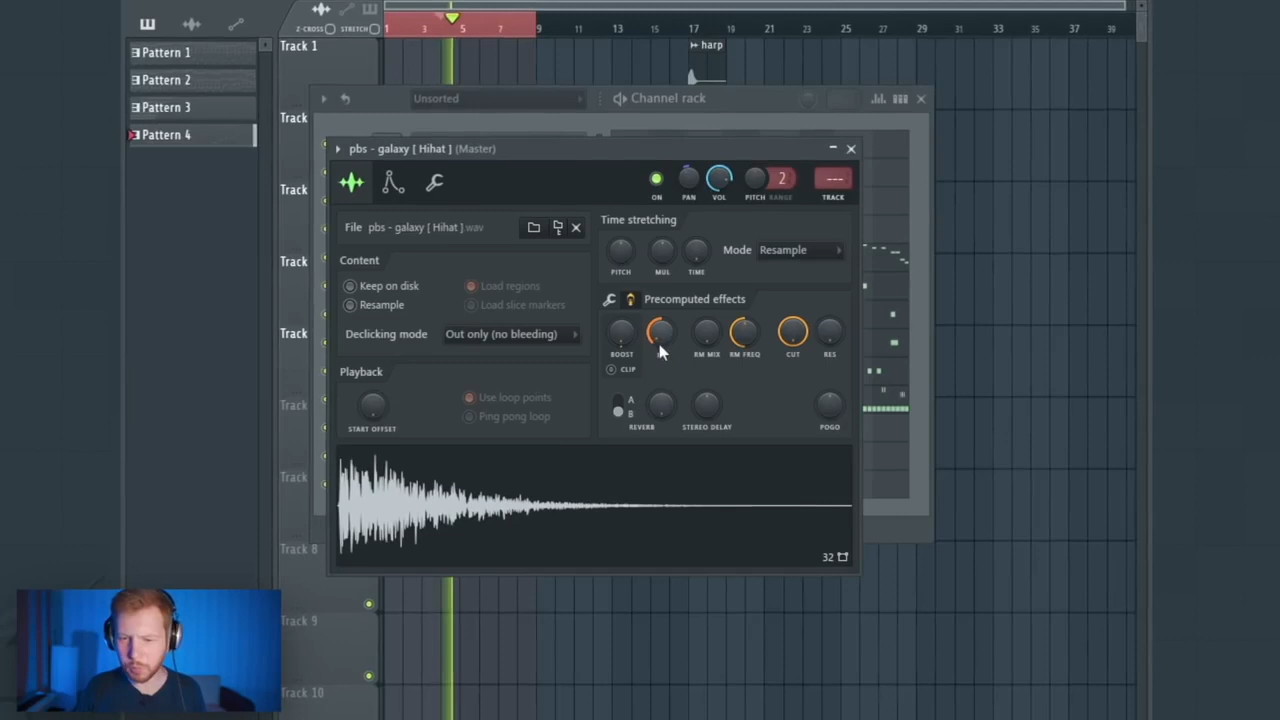 Z-CROSS STRETCH
1 3 5 7 9 11 13 15 17 19 21 23 25 27 29 31 33 35 37 39
Pattern 1
Pattern 2
Pattern 3
Pattern 4
Track 1
harp
Unsorted
Channel rack
Track
Track
Track
Track
Track
Track
Track 8
Track 9
Track 10
pbs - galaxy [ Hihat ] (Master)
2
---
ON PAN VOL PITCH RANGE TRACK
File pbs - galaxy [ Hihat ].wav
Content
Keep on disk
Load regions
Resample
Load slice markers
Declicking mode Out only (no bleeding)
Playback
Use loop points
Ping pong loop
START OFFSET
Time stretching
Mode Resample
PITCH MUL TIME
Precomputed effects
BOOST RM MIX RM FREQ CUT RES
CLIP
A
B
REVERB STEREO DELAY POGO
32